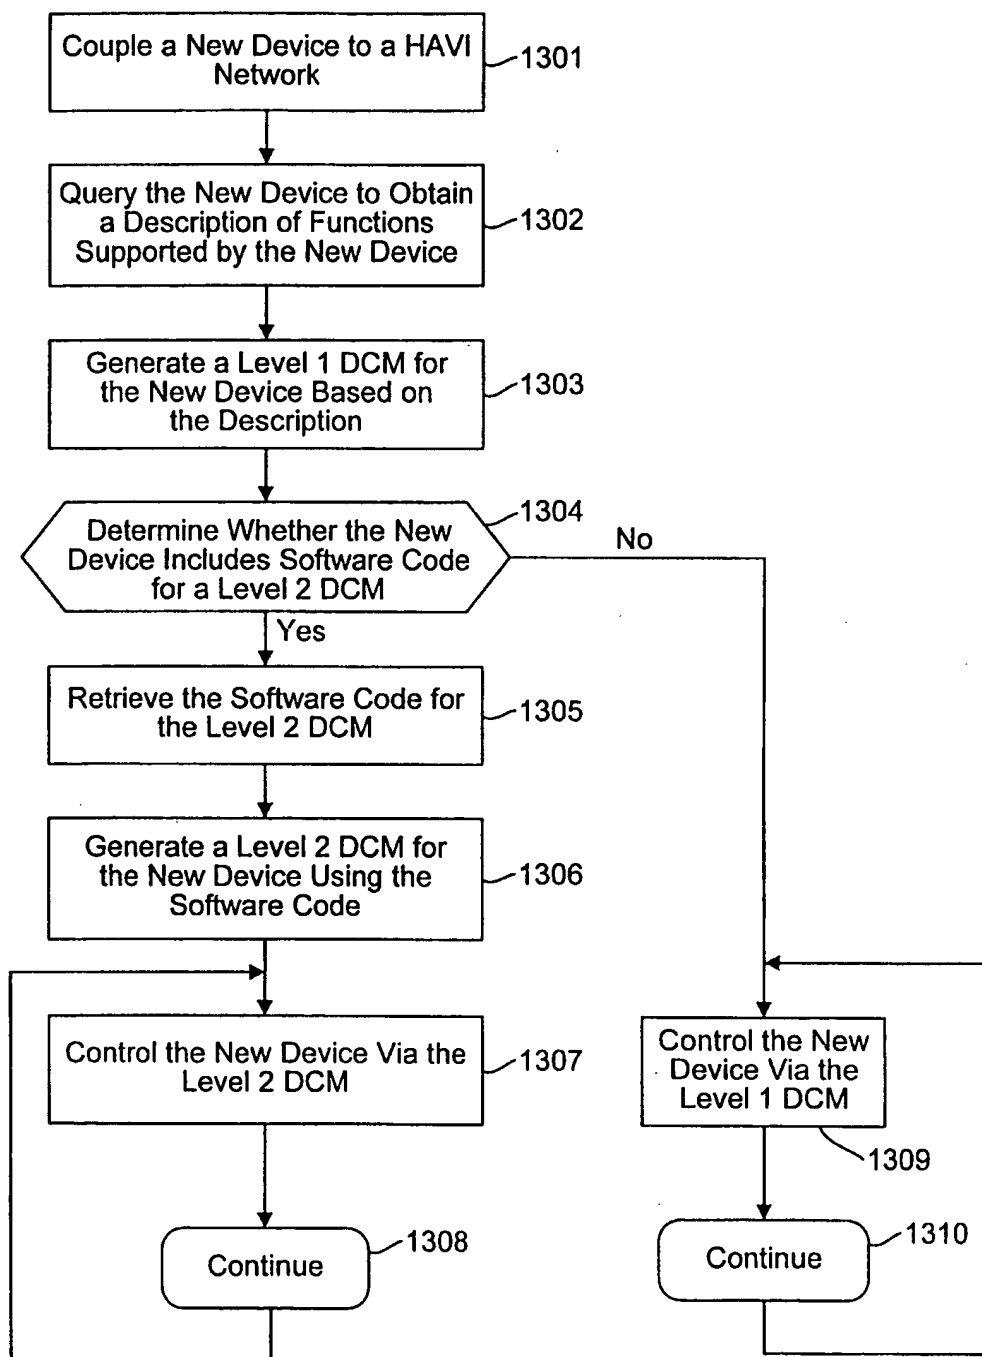 Couple a New Device to a HAVI
Network
1301
Query the New Device to Obtain
a Description of Functions
Supported by the New Device
1302
Generate a Level 1 DCM for
the New Device Based on
the Description
1303
Determine Whether the New
Device Includes Software Code
for a Level 2 DCM
1304
No
Yes
Retrieve the Software Code for
the Level 2 DCM
1305
Generate a Level 2 DCM for
the New Device Using the
Software Code
1306
Control the New Device Via the
Level 2 DCM
1307
Control the New
Device Via the
Level 1 DCM
1309
Continue
1308
Continue
1310